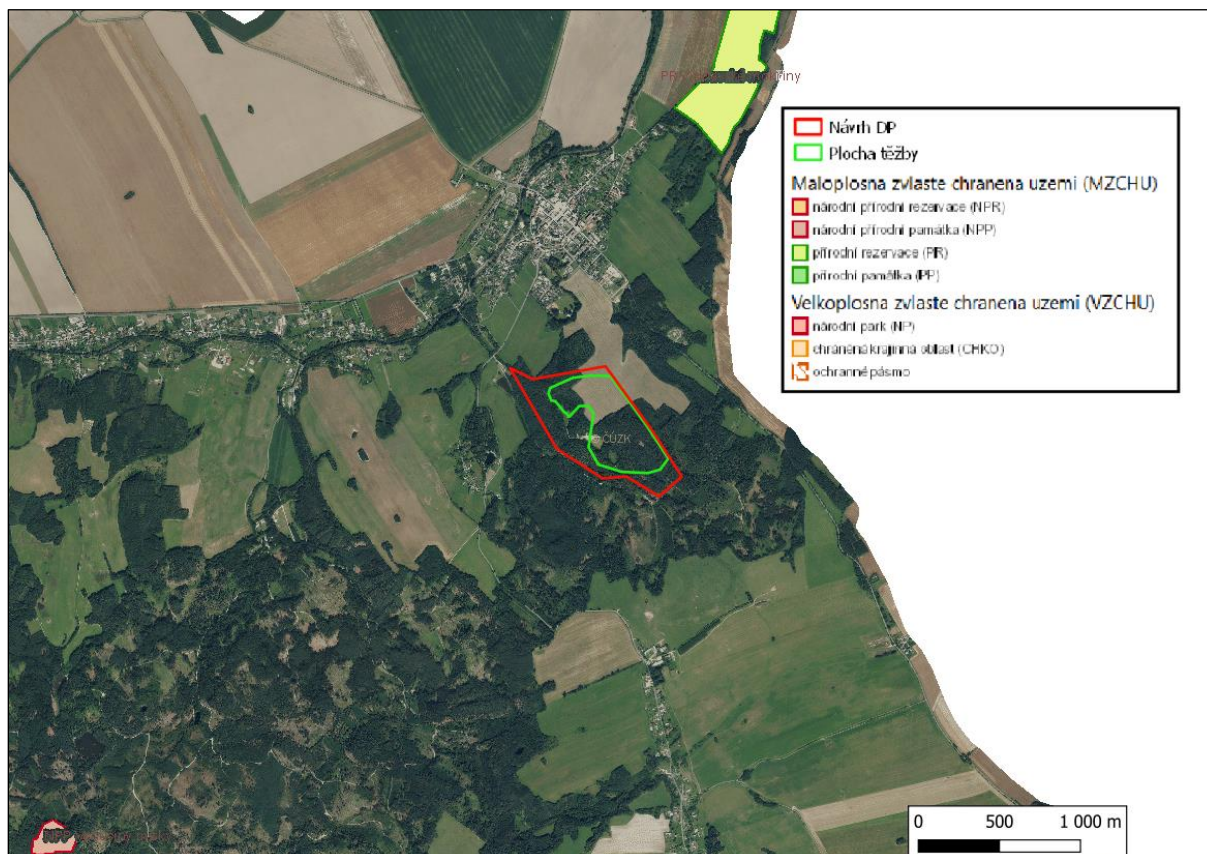 PR
řiny
Návrh DP
Plocha těžby
Maloplosna zvlaste chranena uzemi (MZCHU)
národní přírodní rezervace (NPR)
národní přírodní památka (NPP)
přírodní rezervace (PR)
přírodní památka (PP)
Velkoplosna zvlaste chranena uzemi (VZCHU)
národní park (NP)
chráněná krajinná oblast (CHKO)
ochranné pásmo
ČÚZK
NPP
0 500 1 000 m